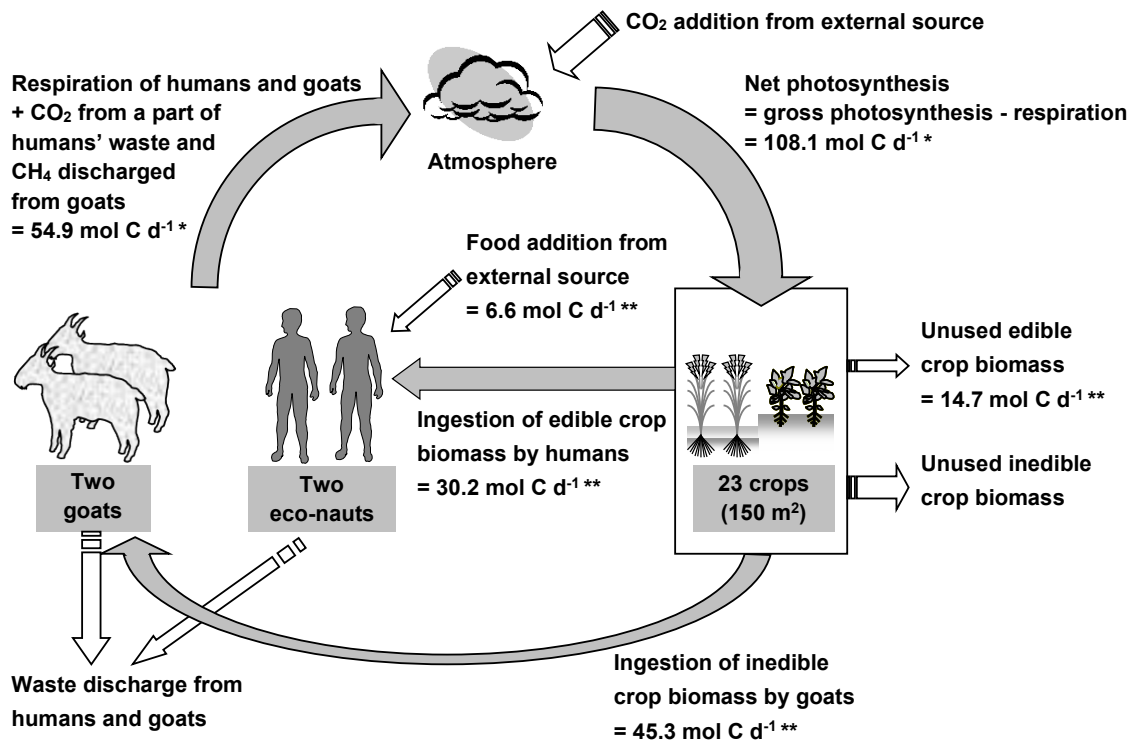 CO₂ addition from external source
Respiration of humans and goats
+ CO₂ from a part of
humans' waste and
CH₄ discharged
from goats
= 54.9 mol C d⁻¹ *
Atmosphere
Net photosynthesis
= gross photosynthesis - respiration
= 108.1 mol C d⁻¹ *
Food addition from
external source
= 6.6 mol C d⁻¹ **
Ingestion of edible crop
biomass by humans
= 30.2 mol C d⁻¹ **
Unused edible
crop biomass
= 14.7 mol C d⁻¹ **
Unused inedible
crop biomass
Two
goats
Two
eco-nauts
23 crops
(150 m²)
Waste discharge from
humans and goats
Ingestion of inedible
crop biomass by goats
= 45.3 mol C d⁻¹ **